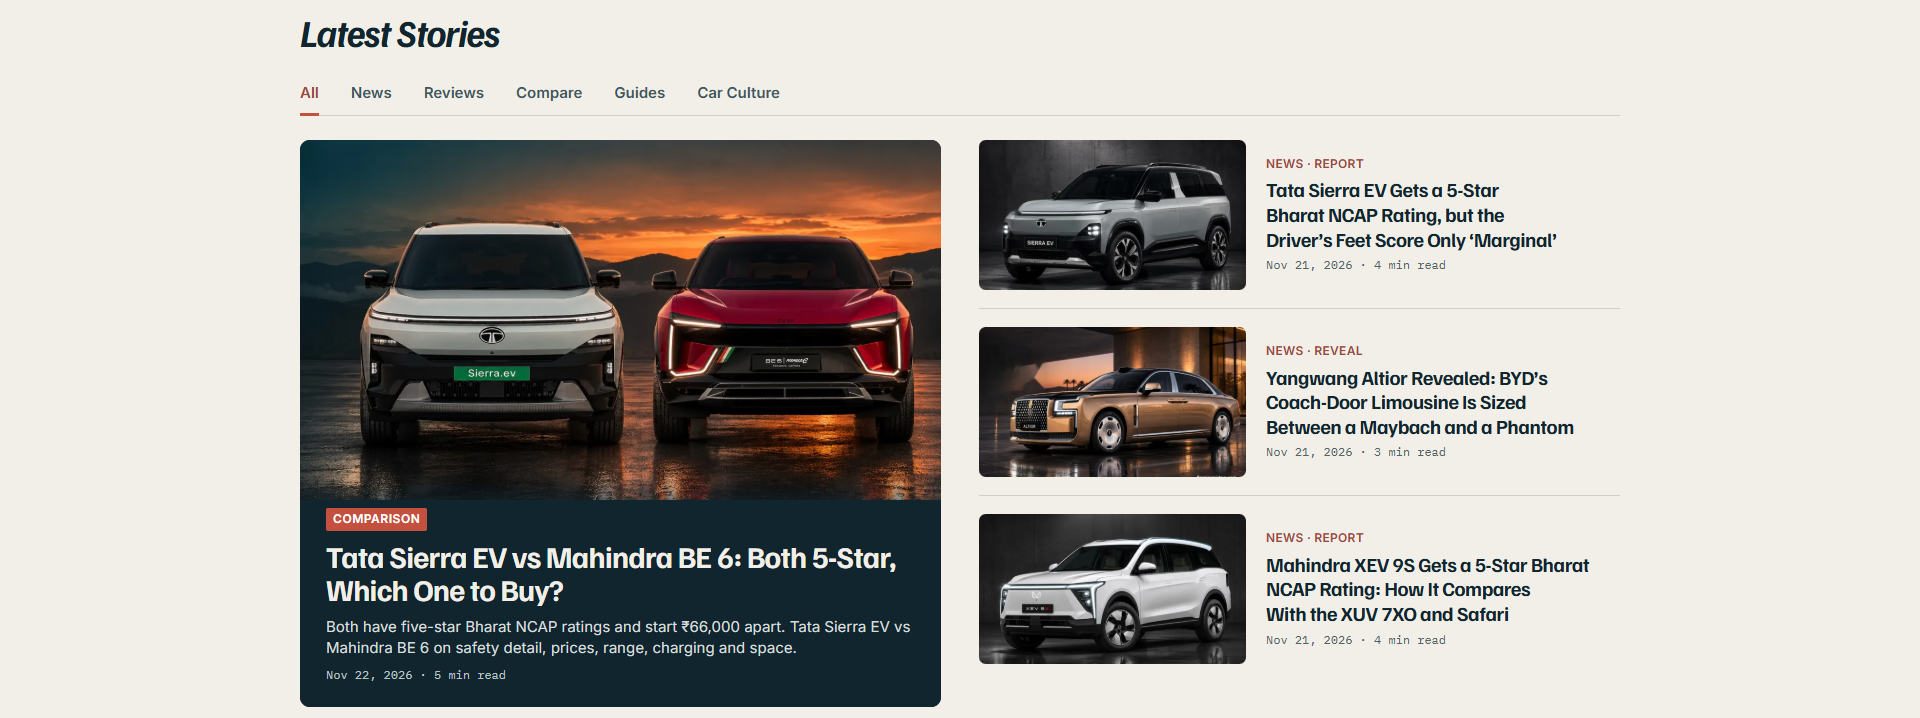 Latest Stories
All News Reviews Compare Guides Car Culture
Sierra.ev
COMPARISON
Tata Sierra EV vs Mahindra BE 6: Both 5-Star,
Which One to Buy?
Both have five-star Bharat NCAP ratings and start ₹66,000 apart. Tata Sierra EV vs
Mahindra BE 6 on safety detail, prices, range, charging and space.
Nov 22, 2026 · 5 min read
SIERRA EV
NEWS · REPORT
Tata Sierra EV Gets a 5-Star
Bharat NCAP Rating, but the
Driver’s Feet Score Only ‘Marginal’
Nov 21, 2026 · 4 min read
ALTIOR
NEWS · REVEAL
Yangwang Altior Revealed: BYD’s
Coach-Door Limousine Is Sized
Between a Maybach and a Phantom
Nov 21, 2026 · 3 min read
XEV 9S
NEWS · REPORT
Mahindra XEV 9S Gets a 5-Star Bharat
NCAP Rating: How It Compares
With the XUV 7XO and Safari
Nov 21, 2026 · 4 min read